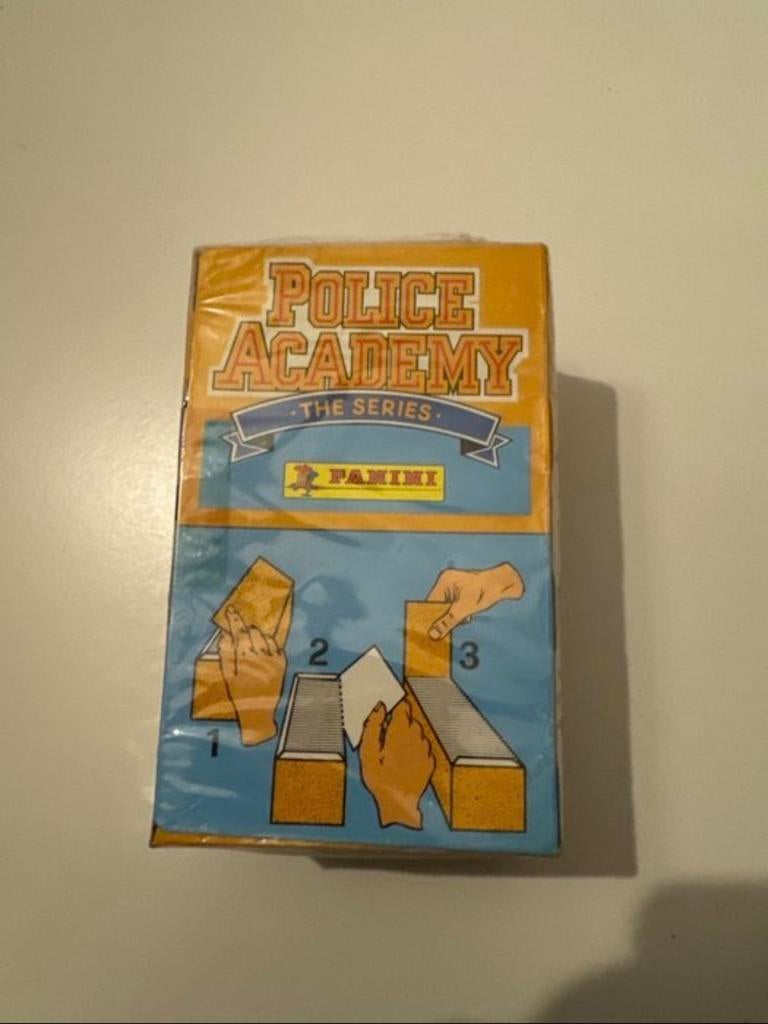 POLICE
ACADEMY
· THE SERIES ·
PANINI
2
3
1